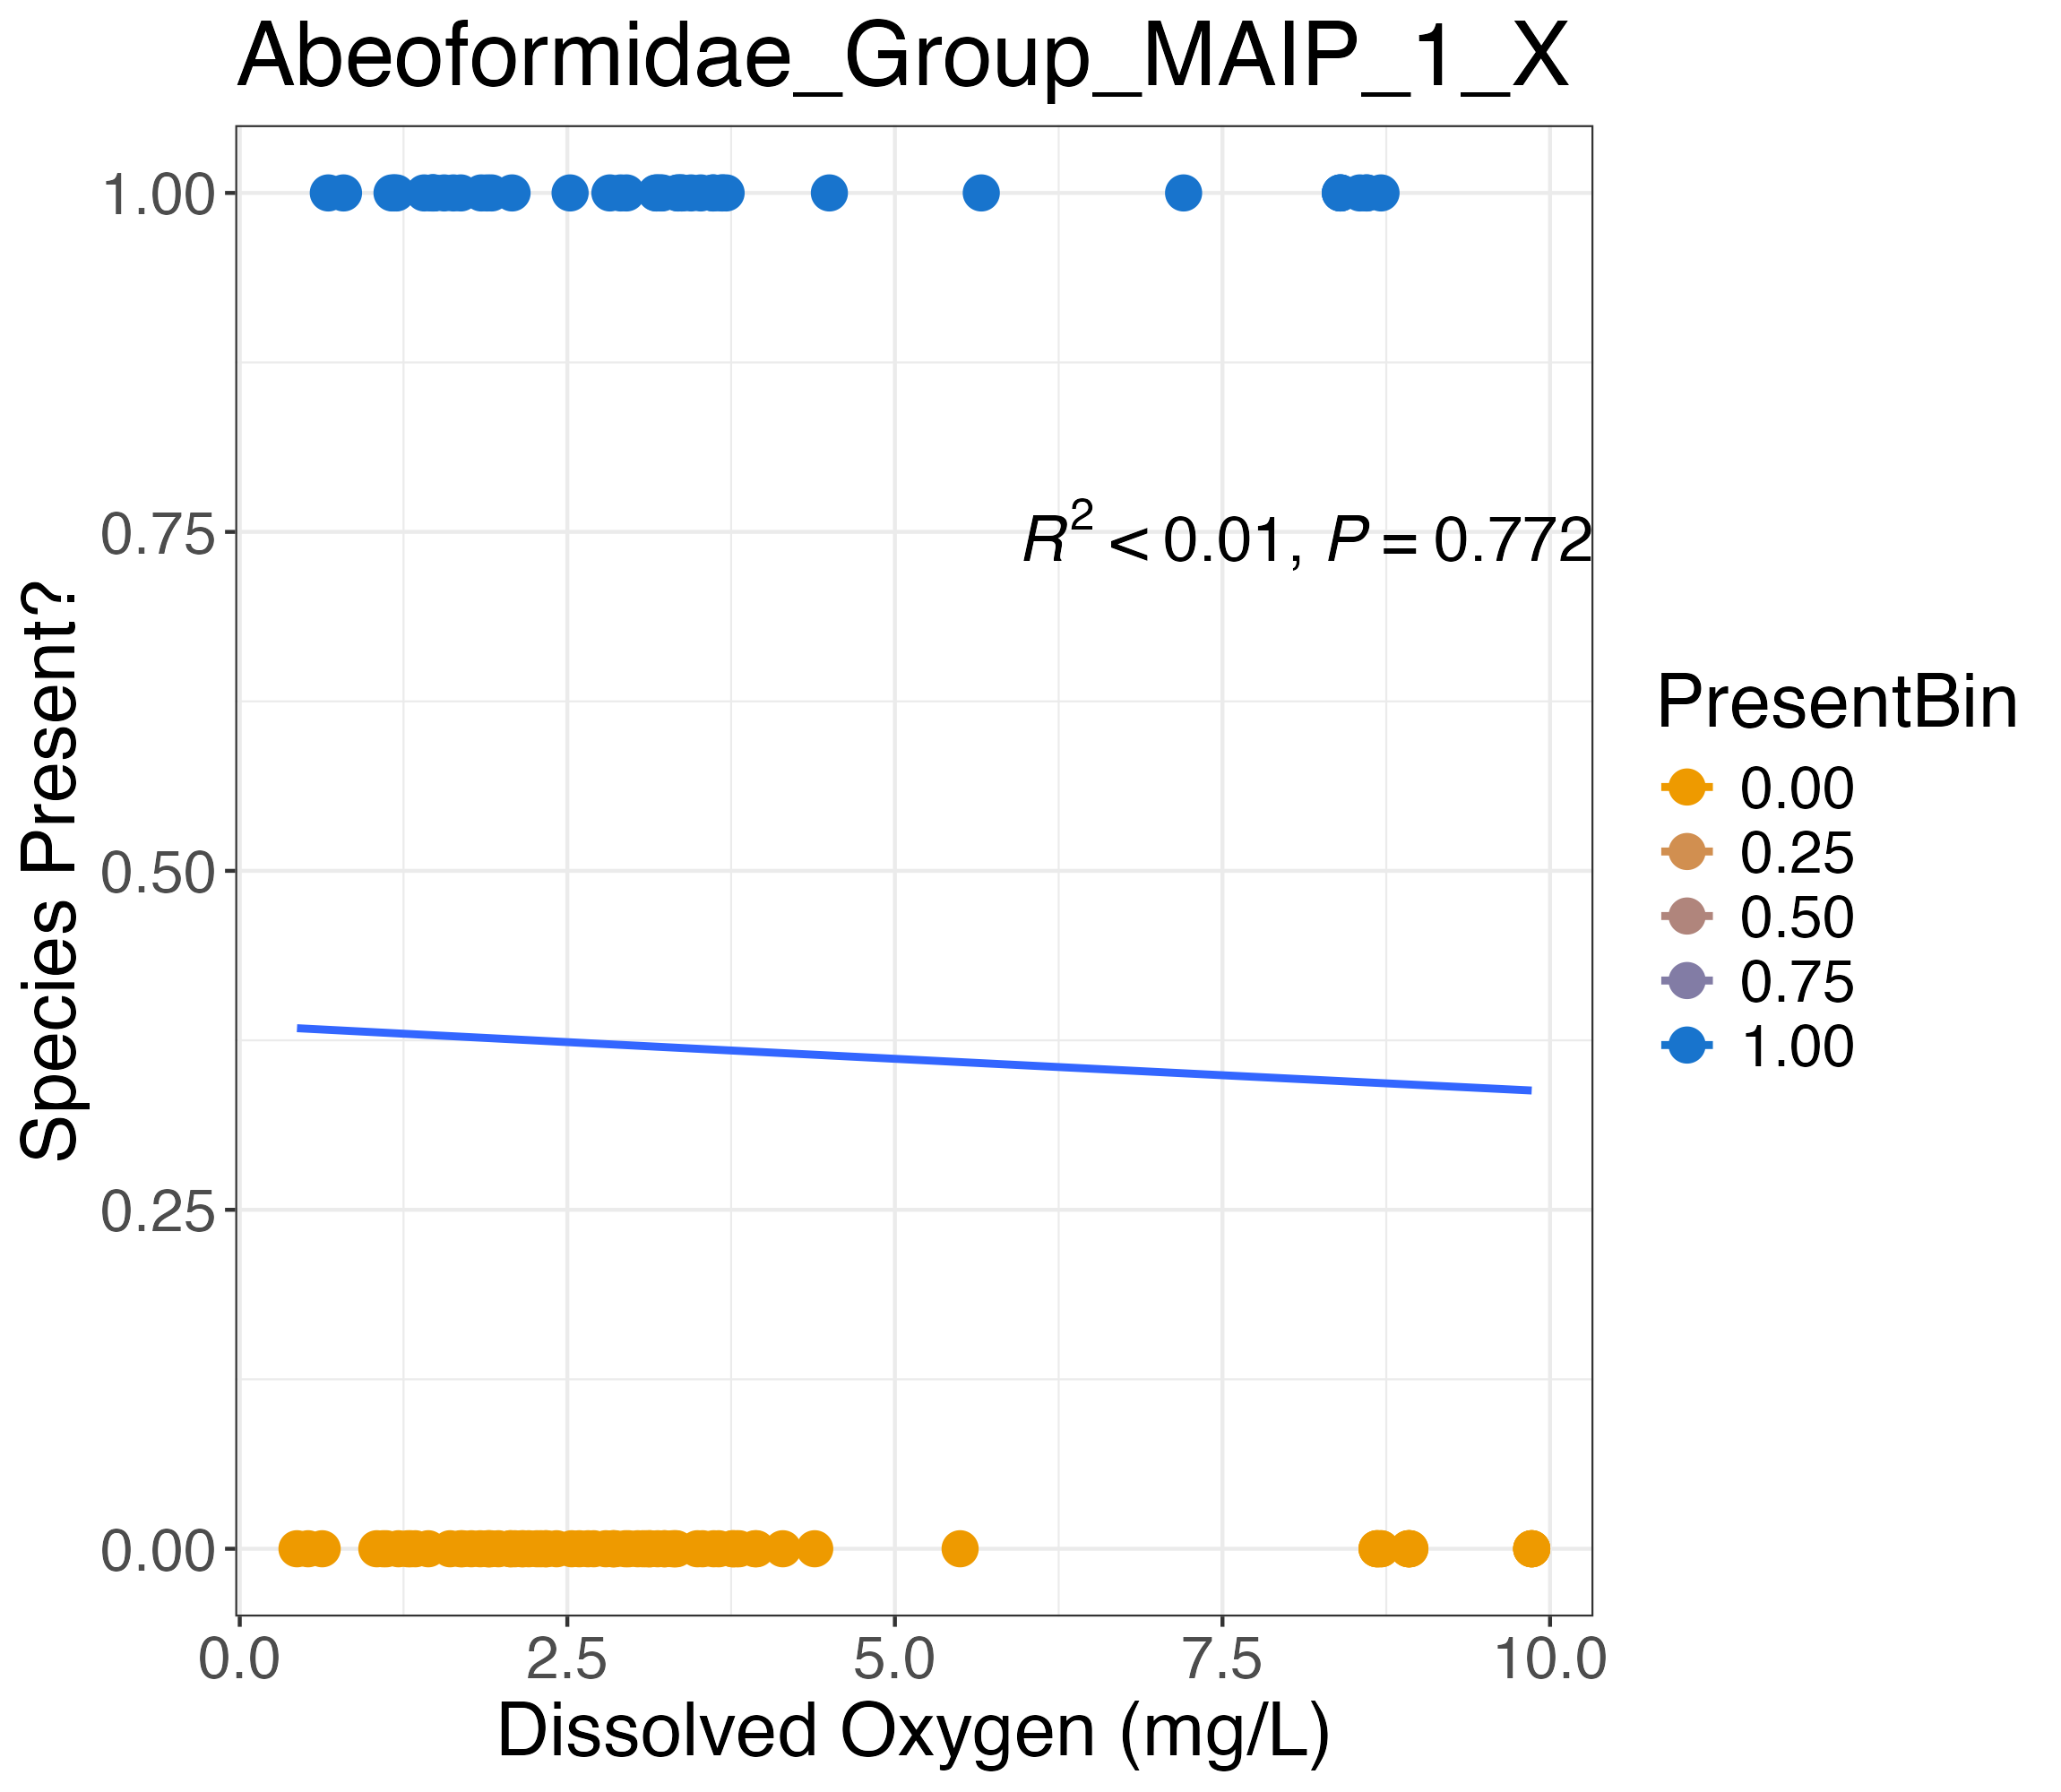 Abeoformidae_Group_MAIP_1_X
1.00
0.75
0.50
0.25
0.00
Species Present?
R² < 0.01, P = 0.772
0.0 2.5 5.0 7.5 10.0
Dissolved Oxygen (mg/L)
PresentBin
0.00
0.25
0.50
0.75
1.00